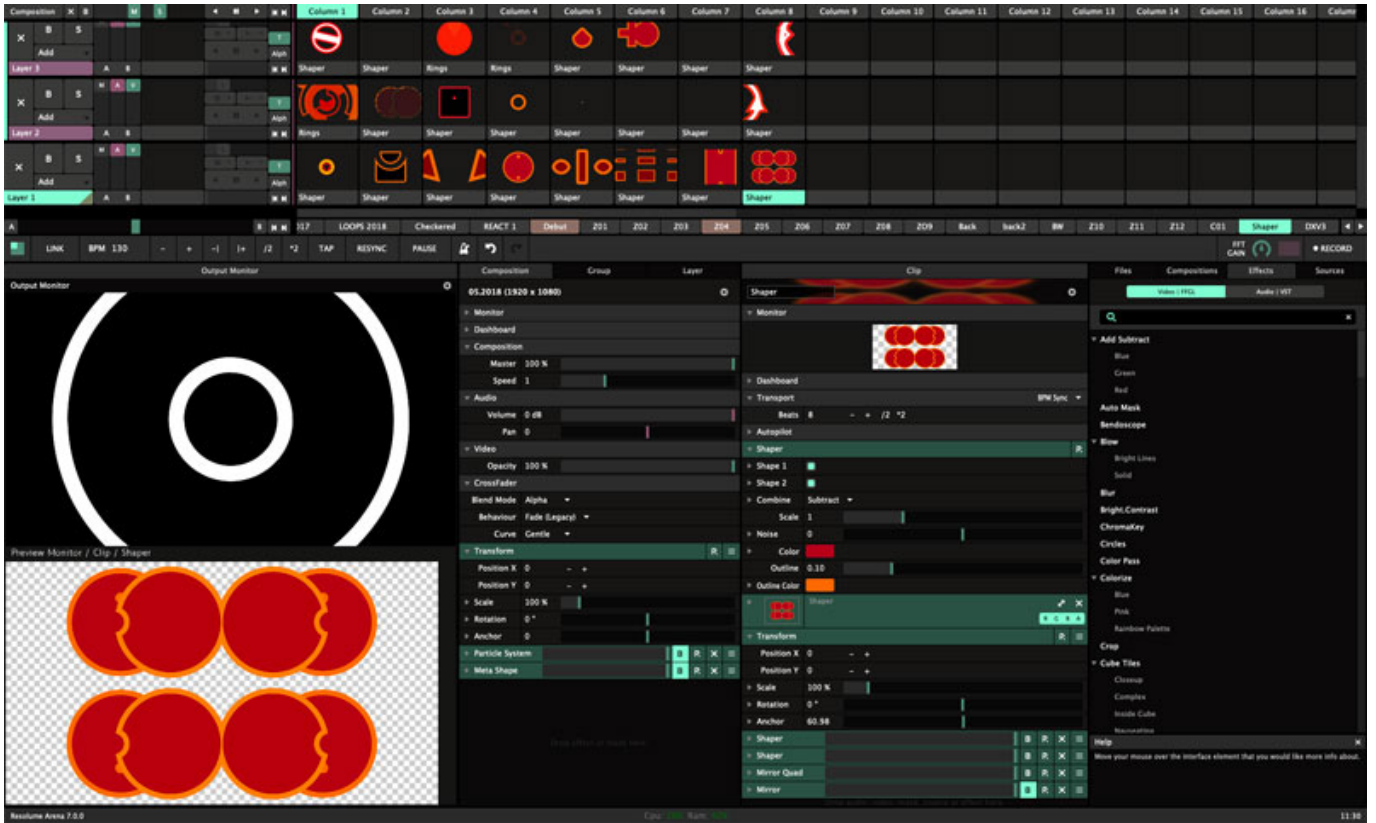 Composition X B M S Column 1 Column 2 Column 3 Column 4 Column 5 Column 6 Column 7 Column 8 Column 9 Column 10 Column 11 Column 12 Column 13 Column 14 Column 15 Column 16
B S T
Add Alph
Layer 3 A B Shaper Shaper Rings Rings Shaper Shaper Shaper Shaper
M A V
B S T
Add Alph
Layer 2 A B Rings Shaper Shaper Shaper Shaper Shaper Shaper Shaper
M A V
B S T
Add Alph
Layer 1 A B Shaper Shaper Shaper Shaper Shaper Shaper Shaper Shaper
A B 017 LOOPS 2018 Checkered REACT 1 Debut Z01 Z02 Z03 Z04 Z05 Z06 Z07 Z08 Z09 Back back2 BW Z10 Z11 Z12 C01 Shaper DXV3
LINK BPM 130 - + -| |+ /2 *2 TAP RESYNC PAUSE FFT GAIN RECORD
Output Monitor Composition Group Layer Clip Files Compositions Effects Sources
Output Monitor
05.2018 (1920 x 1080)
Monitor
Dashboard
Composition
Master 100 %
Speed 1
Audio
Volume 0 dB
Pan 0
Video
Opacity 100 %
CrossFader
Blend Mode Alpha
Behaviour Fade (Legacy)
Curve Gentle
Transform P.
Position X 0 - +
Position Y 0 - +
Scale 100 %
Rotation 0 °
Anchor 0
Particle System B P. X
Meta Shape B P. X
Preview Monitor / Clip / Shaper
Shaper
Monitor
Dashboard
Transport BPM Sync
Beats 8 - + /2 *2
Autopilot
Shaper P.
Shape 1
Shape 2
Combine Subtract
Scale 1
Noise 0
Color
Outline 0.10
Outline Color
Shaper
R G B A
Transform P.
Position X 0 - +
Position Y 0 - +
Scale 100 %
Rotation 0 °
Anchor 60.98
Shaper B P. X
Shaper B P. X
Mirror Quad B P. X
Mirror B P. X
Video | FFGL Audio | VST
Add Subtract
Blue
Green
Red
Auto Mask
Bendoscope
Blow
Bright Lines
Solid
Blur
Bright.Contrast
ChromaKey
Circles
Color Pass
Colorize
Blue
Pink
Rainbow Palette
Crop
Cube Tiles
Closeup
Complex
Inside Cube
Help
Move your mouse over the interface element that you would like more info about.
Resolume Arena 7.0.0 11:30